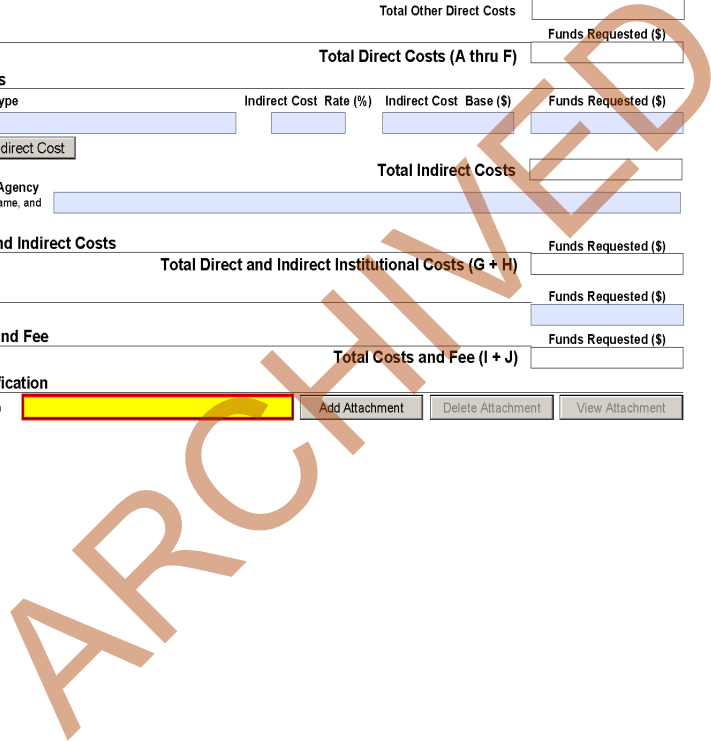 Total Other Direct Costs
Funds Requested ($)
Total Direct Costs (A thru F)
s
ype
Indirect Cost Rate (%)
Indirect Cost Base ($)
Funds Requested ($)
direct Cost
Total Indirect Costs
Agency
ame, and
nd Indirect Costs
Funds Requested ($)
Total Direct and Indirect Institutional Costs (G + H)
Funds Requested ($)
nd Fee
Funds Requested ($)
Total Costs and Fee (I + J)
fication
)
Add Attachment
Delete Attachment
View Attachment
ARCHIVED